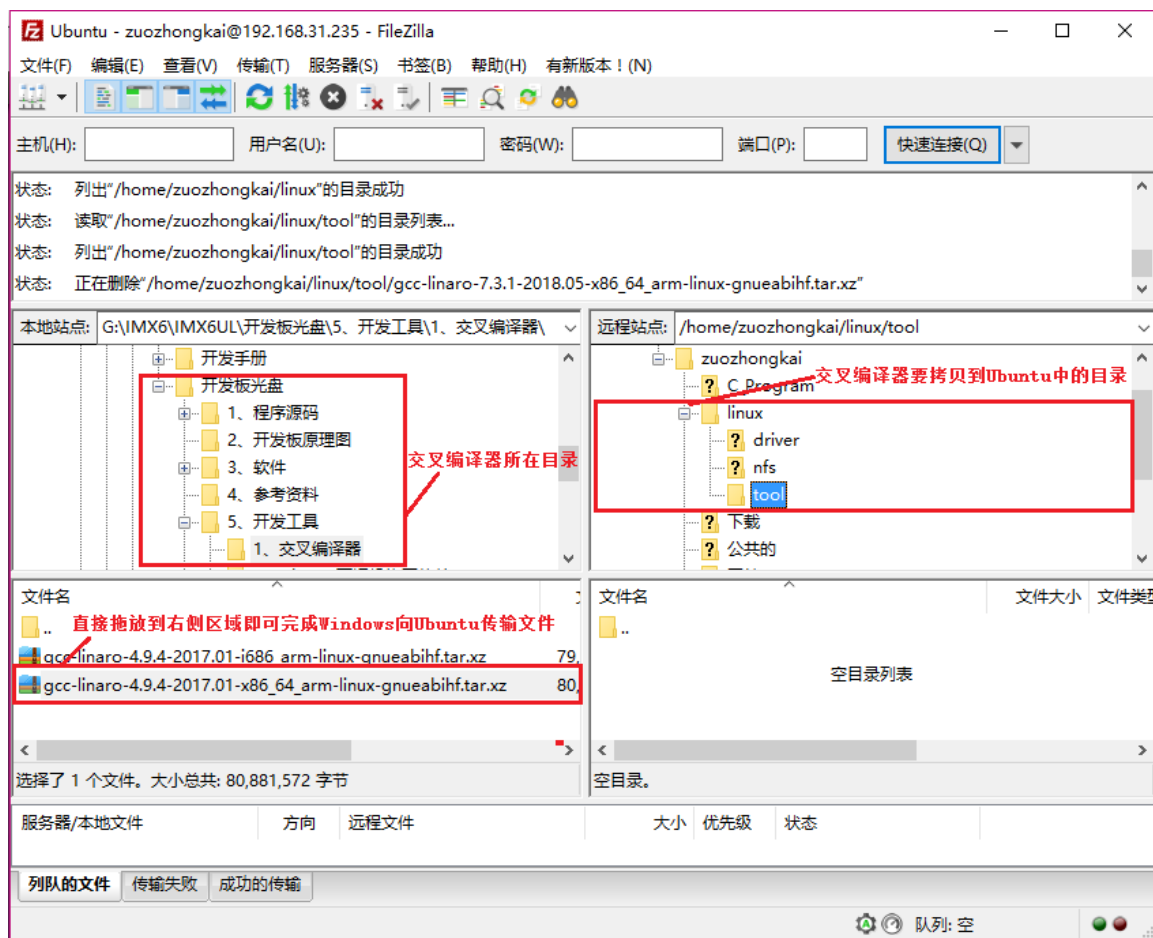 Ubuntu - zuozhongkai@192.168.31.235 - FileZilla
文件(F) 编辑(E) 查看(V) 传输(T) 服务器(S) 书签(B) 帮助(H) 有新版本！(N)
主机(H): 用户名(U): 密码(W): 端口(P): 快速连接(Q)
状态: 列出"/home/zuozhongkai/linux"的目录成功
状态: 读取"/home/zuozhongkai/linux/tool"的目录列表...
状态: 列出"/home/zuozhongkai/linux/tool"的目录成功
状态: 正在删除"/home/zuozhongkai/linux/tool/gcc-linaro-7.3.1-2018.05-x86_64_arm-linux-gnueabihf.tar.xz"
本地站点: G:\IMX6\IMX6UL\开发板光盘\5、开发工具\1、交叉编译器\
开发手册
开发板光盘
1、程序源码
2、开发板原理图
3、软件
4、参考资料
5、开发工具
1、交叉编译器
交叉编译器所在目录
远程站点: /home/zuozhongkai/linux/tool
zuozhongkai
C_Program
交叉编译器要拷贝到Ubuntu中的目录
linux
driver
nfs
tool
下载
公共的
文件名
..
直接拖放到右侧区域即可完成Windows向Ubuntu传输文件
gcc-linaro-4.9.4-2017.01-i686_arm-linux-gnueabihf.tar.xz 79,
gcc-linaro-4.9.4-2017.01-x86_64_arm-linux-gnueabihf.tar.xz 80,
选择了 1 个文件。大小总共: 80,881,572 字节
文件名 文件大小 文件类型
..
空目录列表
空目录。
服务器/本地文件 方向 远程文件 大小 优先级 状态
列队的文件 传输失败 成功的传输
队列: 空